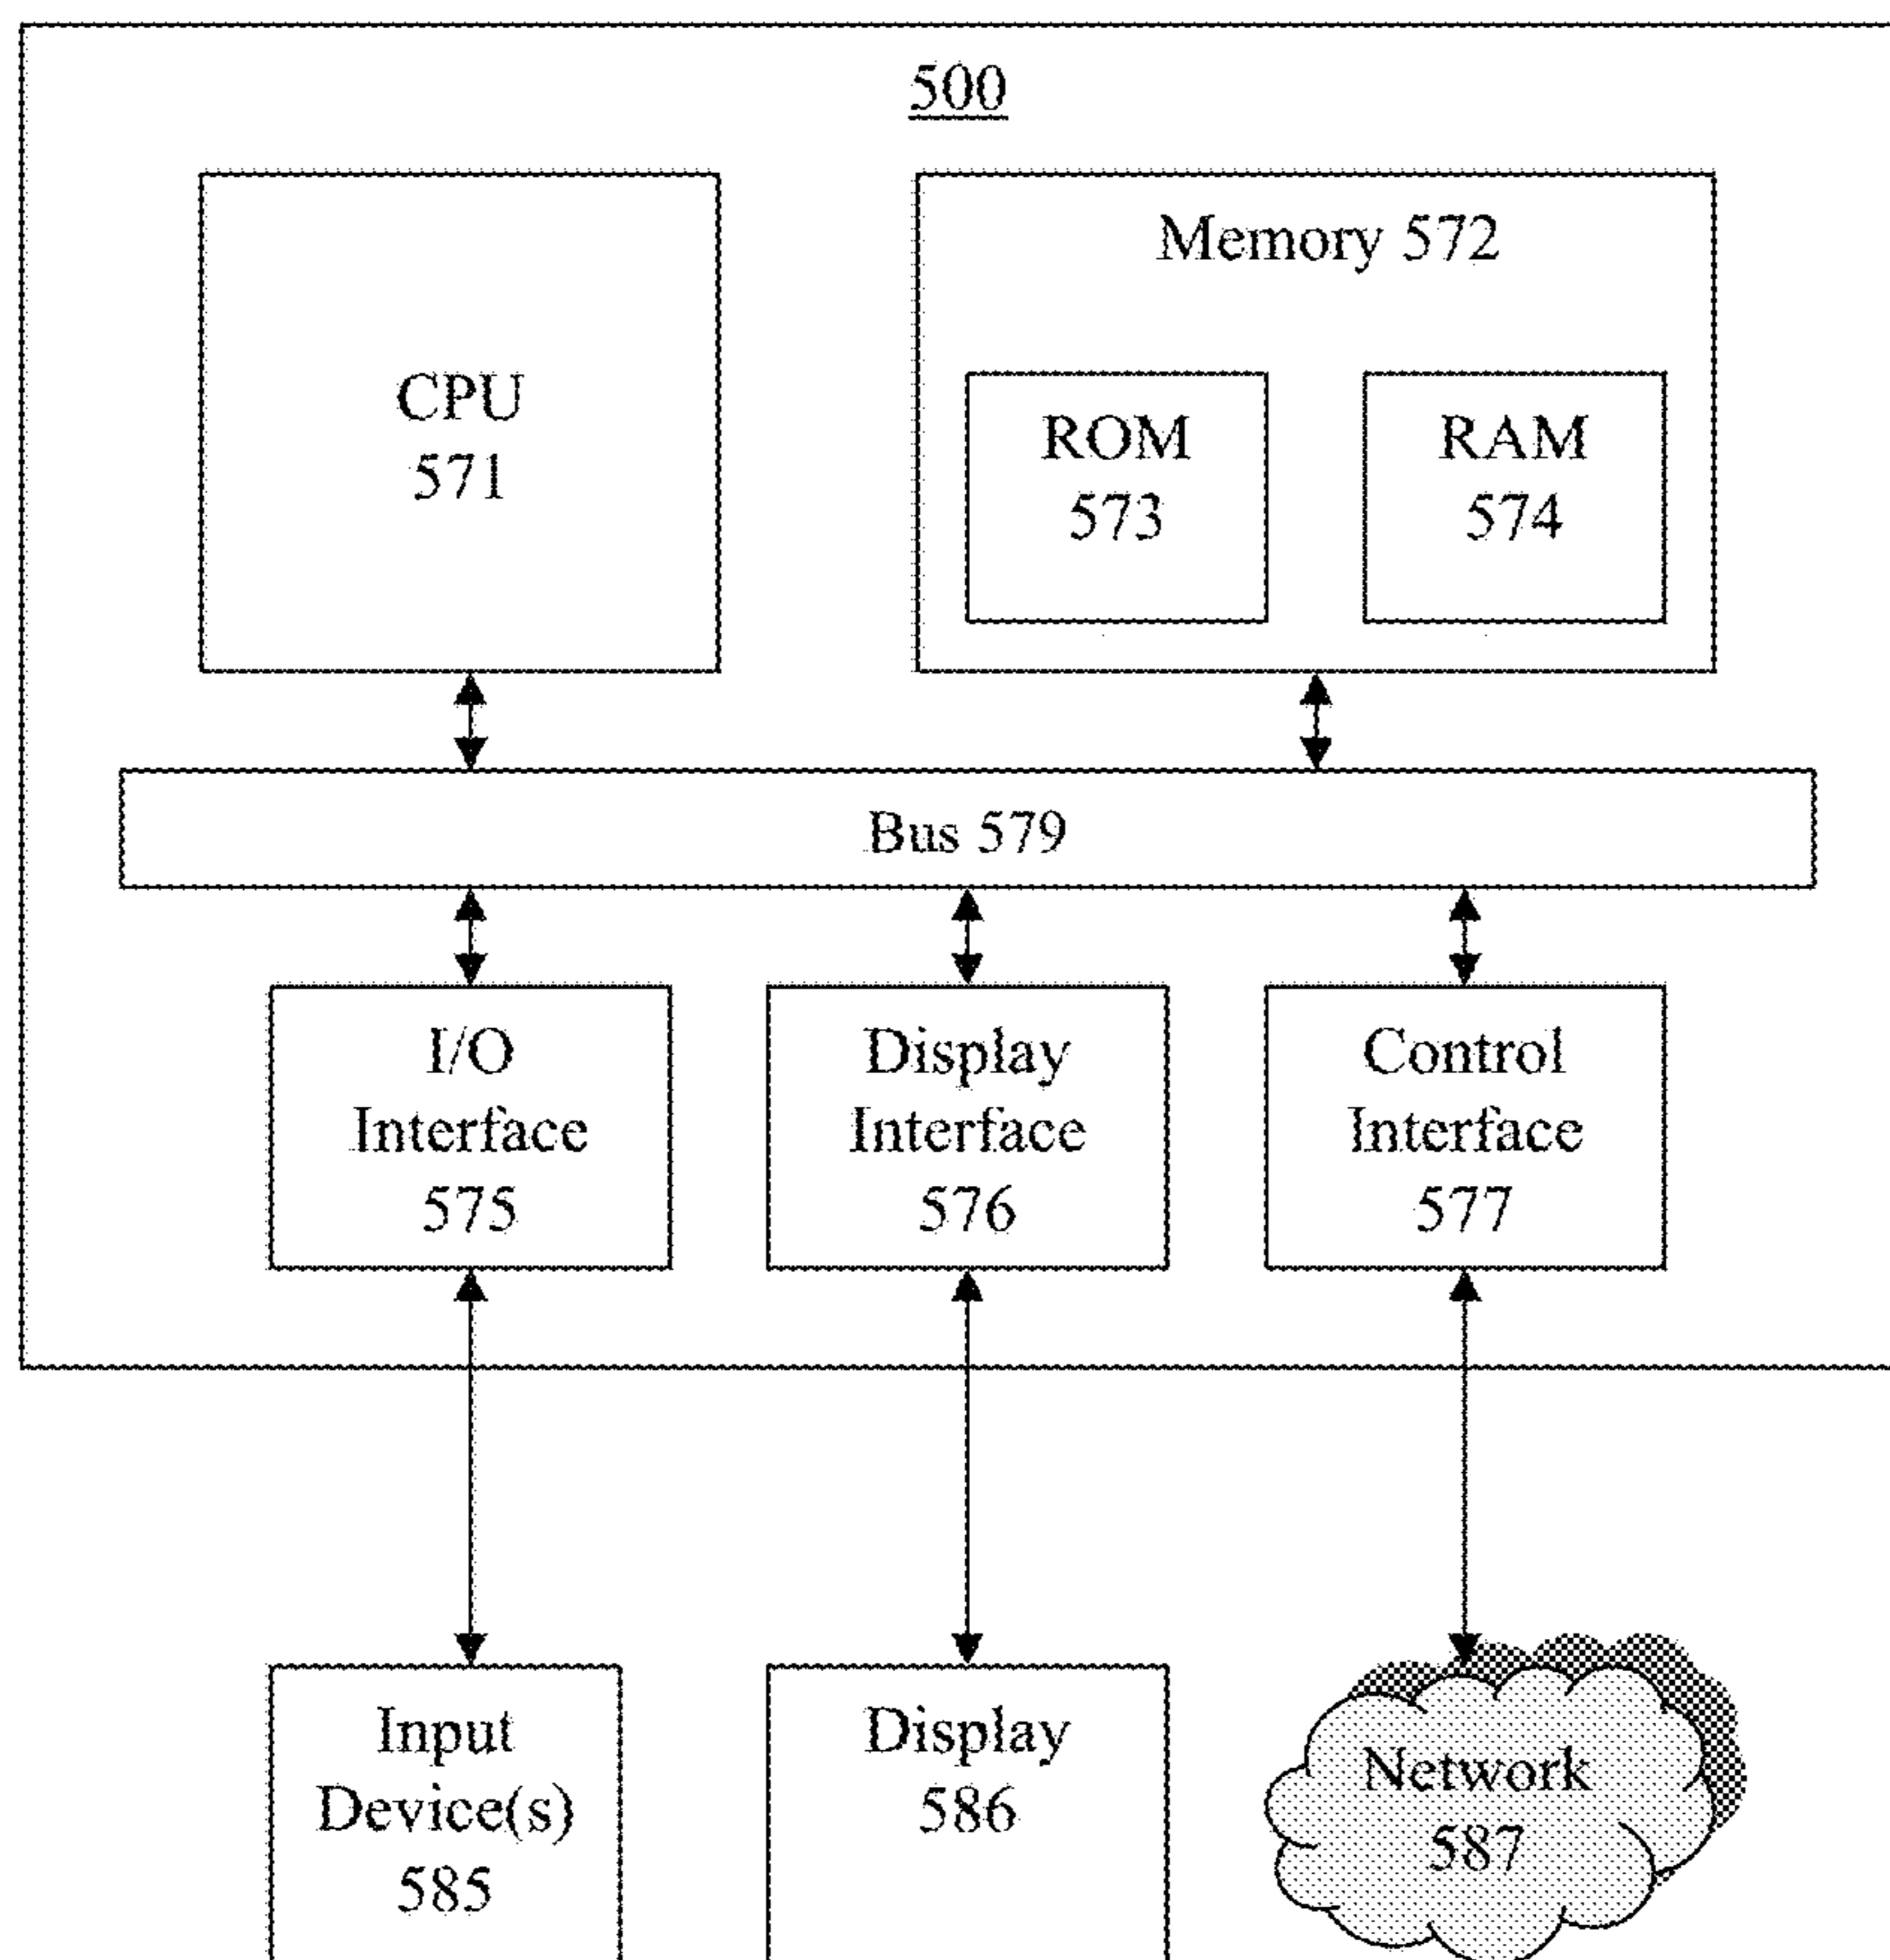 500
CPU
571
Memory 572
ROM
573
RAM
574
Bus 579
I/O
Interface
575
Display
Interface
576
Control
Interface
577
Input
Device(s)
585
Display
586
Network
587